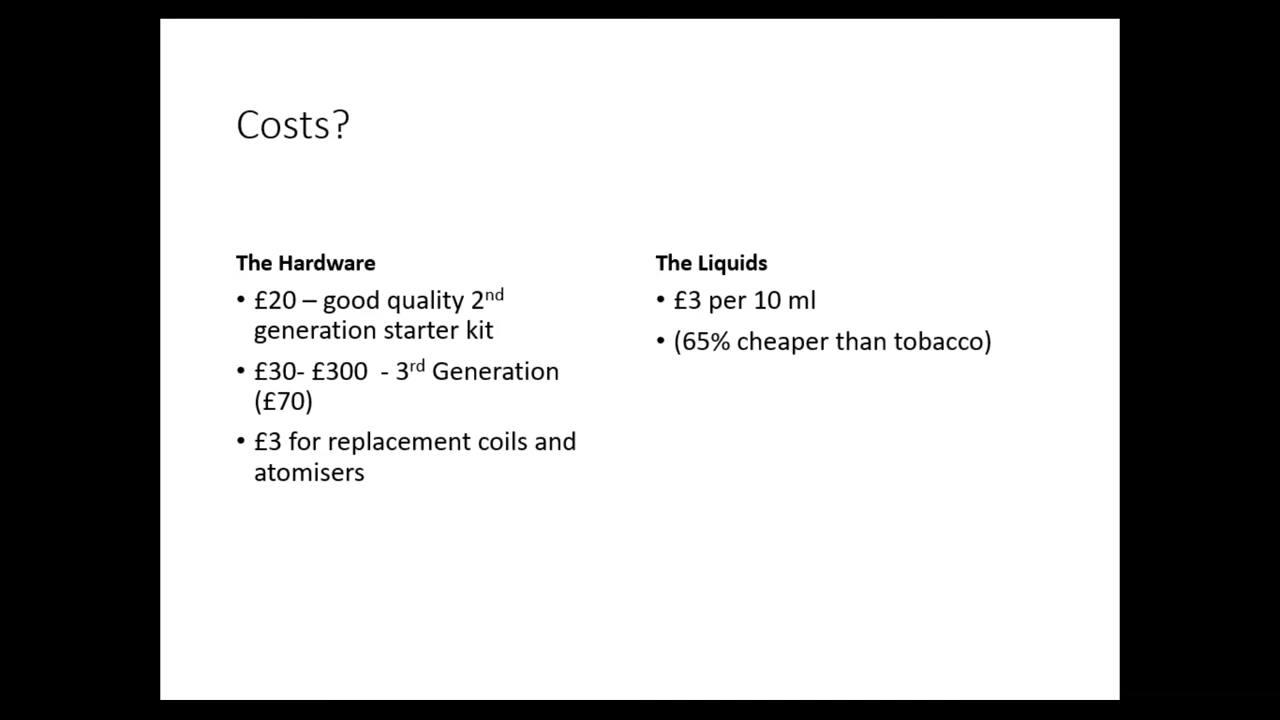 Costs?
The Hardware
• £20 – good quality 2nd
generation starter kit
• £30- £300  - 3rd Generation
(£70)
• £3 for replacement coils and
atomisers
The Liquids
• £3 per 10 ml
• (65% cheaper than tobacco)